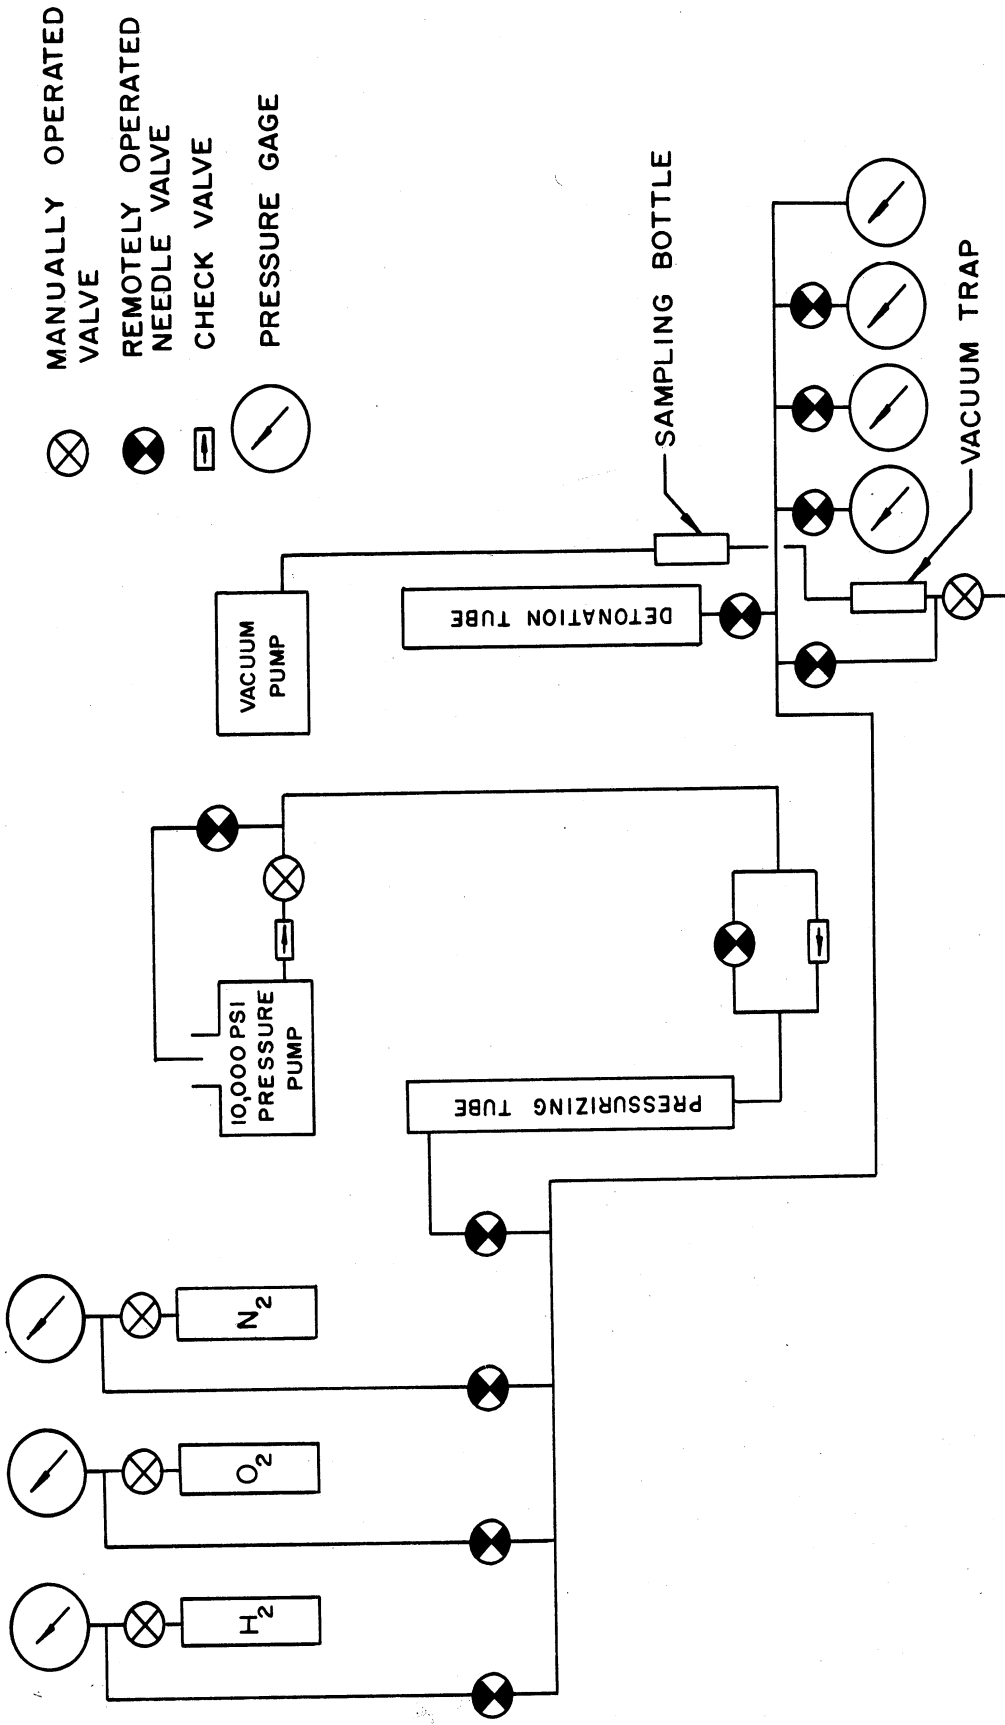 MANUALLY OPERATED
VALVE
REMOTELY OPERATED
NEEDLE VALVE
CHECK VALVE
PRESSURE GAGE
H2
O2
N2
10,000 PSI
PRESSURE
PUMP
VACUUM
PUMP
PRESSURIZING TUBE
DETONATION TUBE
SAMPLING BOTTLE
VACUUM TRAP